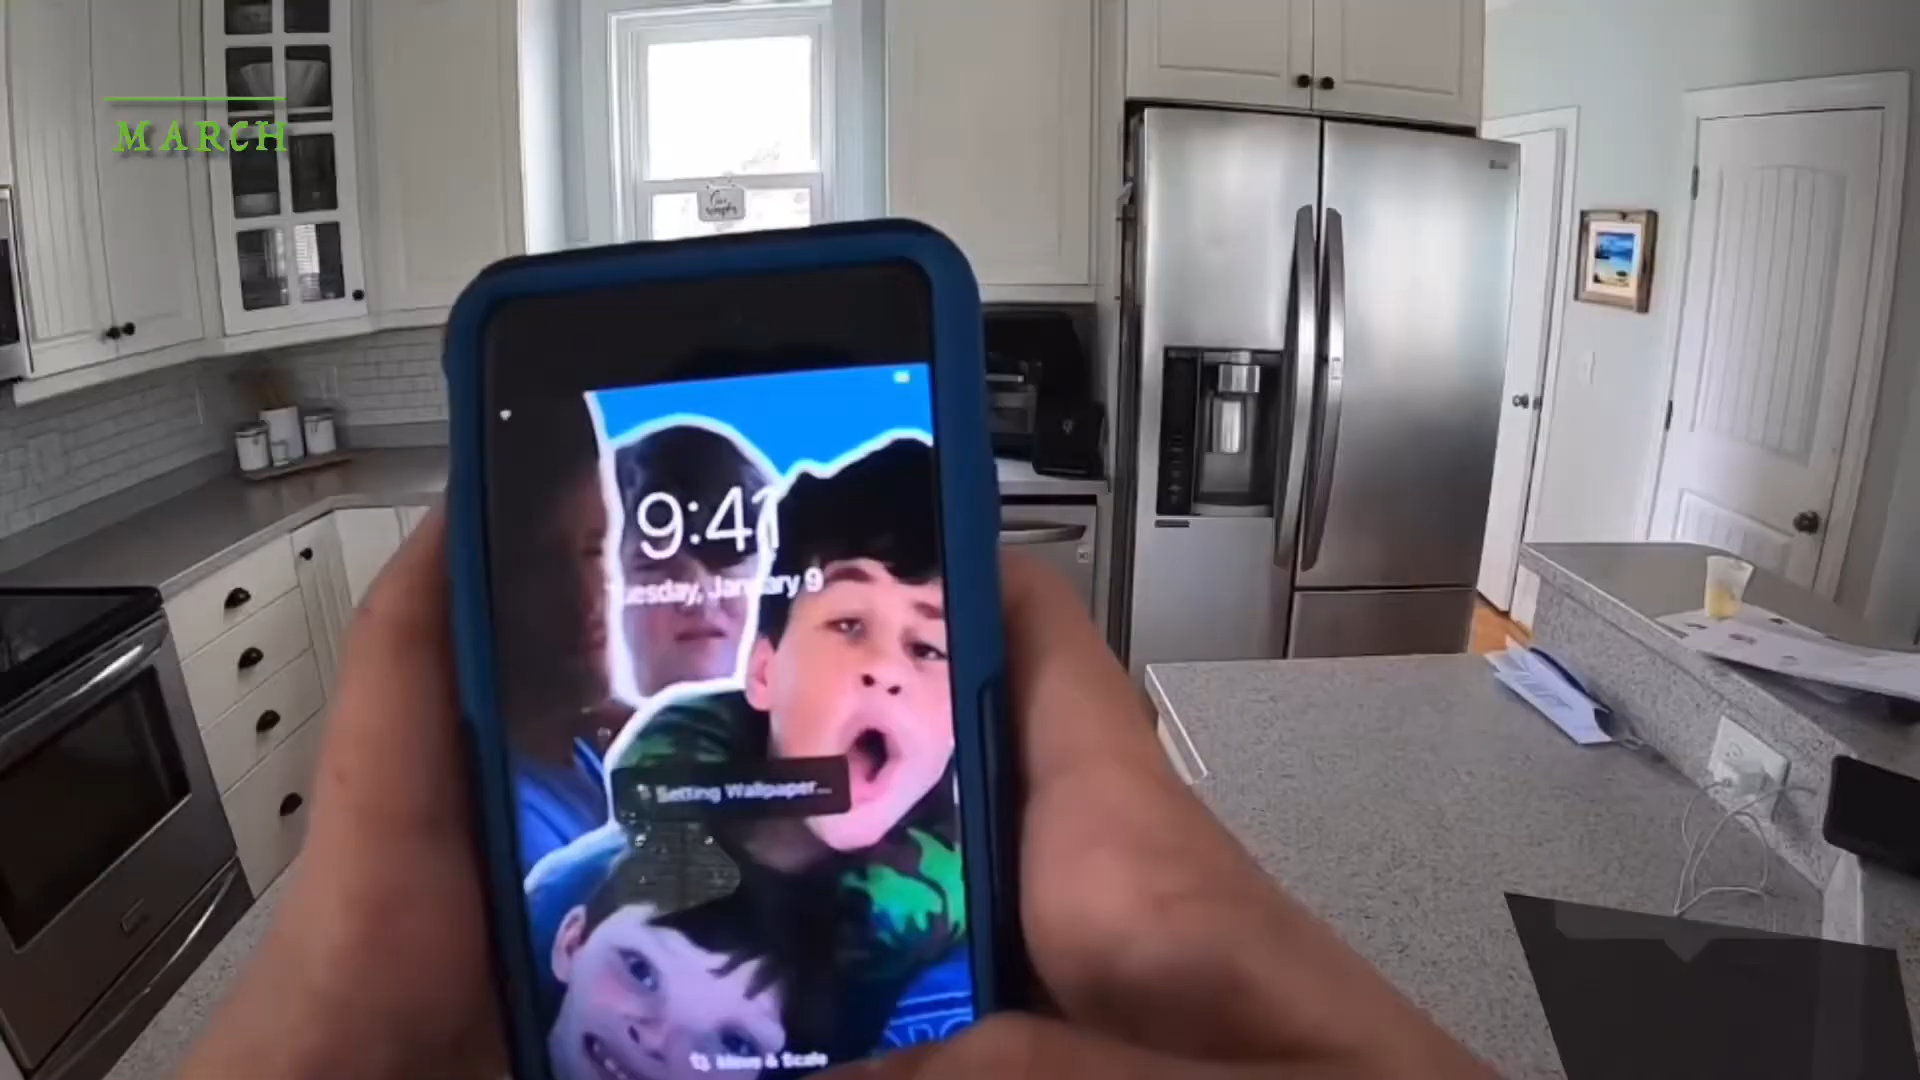 MARCH
9:41
Tuesday, January 9
Setting Wallpaper...
Move & Scale